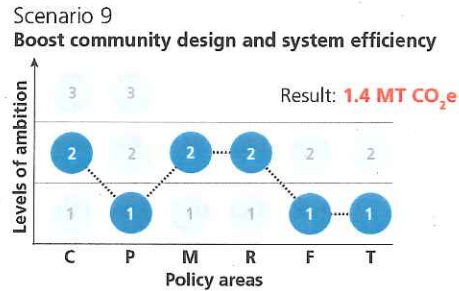 Scenario 9
Boost community design and system efficiency
Result: 1.4 MT CO₂e
Levels of ambition
3 3
2 2 2 2 2 2
1 1 1 1 1 1
C P M R F T
Policy areas